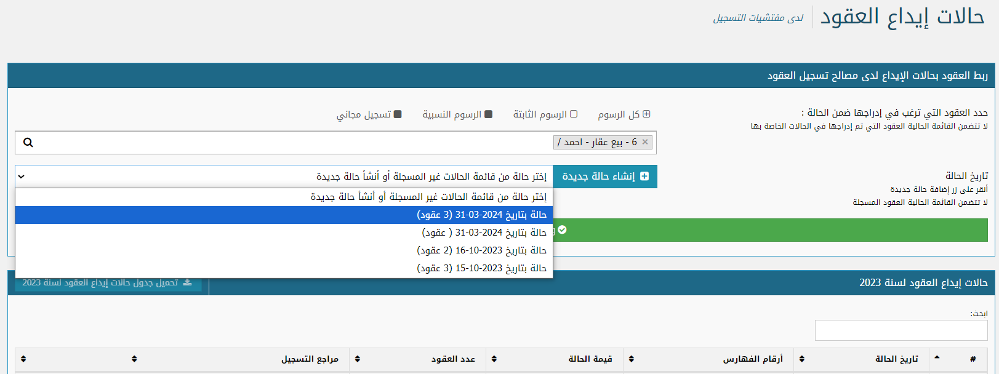 حالات إيداع العقود لدى مفتشيات التسجيل
ربط العقود بحالات الإيداع لدى مصالح تسجيل العقود
حدد العقود التي ترغب في إدراجها ضمن الحالة :
لا تتضمن القائمة الحالية العقود التي تم إدراجها في الحالات الخاصة بها
كل الرسوم الرسوم الثابتة الرسوم النسبية تسجيل مجاني
× 6 - بيع عقار - احمد /
تاريخ الحالة
أنقر على زر إضافة حالة جديدة
لا تتضمن القائمة الحالية العقود المسجلة
إنشاء حالة جديدة
إختر حالة من قائمة الحالات غير المسجلة أو أنشأ حالة جديدة
إختر حالة من قائمة الحالات غير المسجلة أو أنشأ حالة جديدة
حالة بتاريخ 2024-03-31 (3 عقود)
حالة بتاريخ 2024-03-31 ( عقود)
حالة بتاريخ 2023-10-16 (2 عقود)
حالة بتاريخ 2023-10-15 (3 عقود)
حالات إيداع العقود لسنة 2023
تحميل جدول حالات إيداع العقود لسنة 2023
ابحث:
# تاريخ الحالة أرقام الفهارس قيمة الحالة عدد العقود مراجع التسجيل